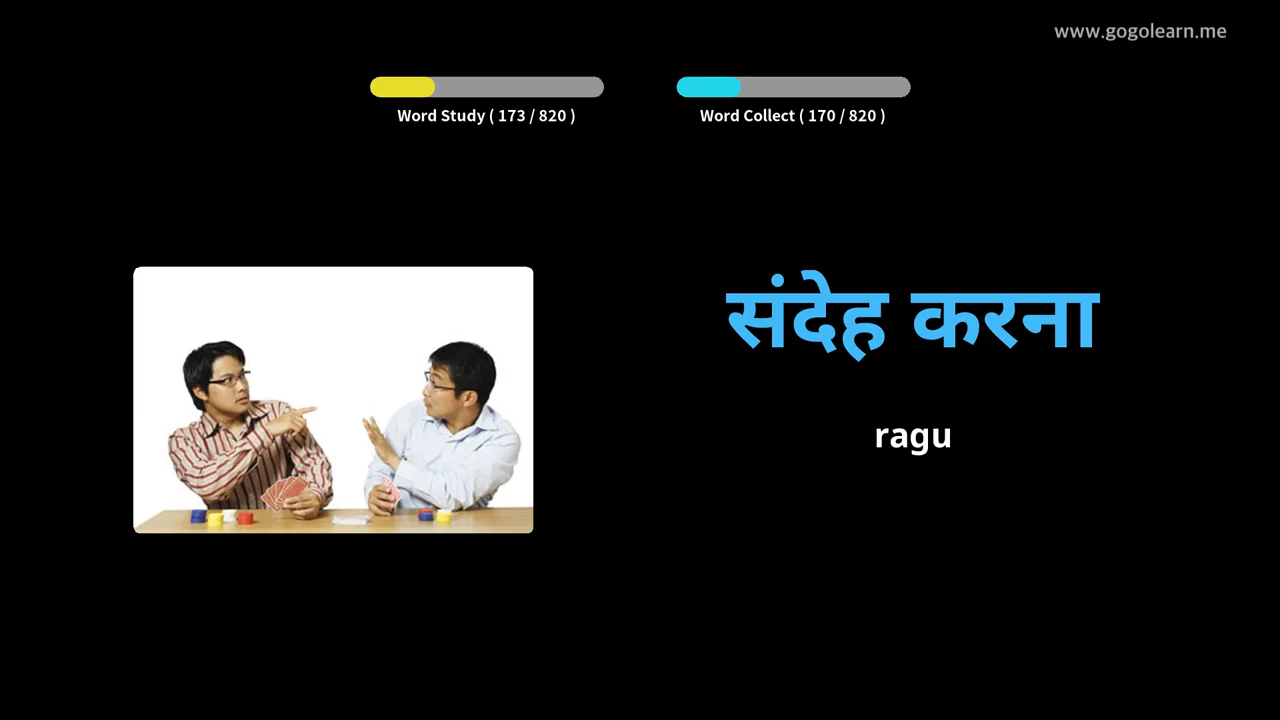 www.gogolearn.me
Word Study ( 173 / 820 )
Word Collect ( 170 / 820 )
संदेह करना
ragu